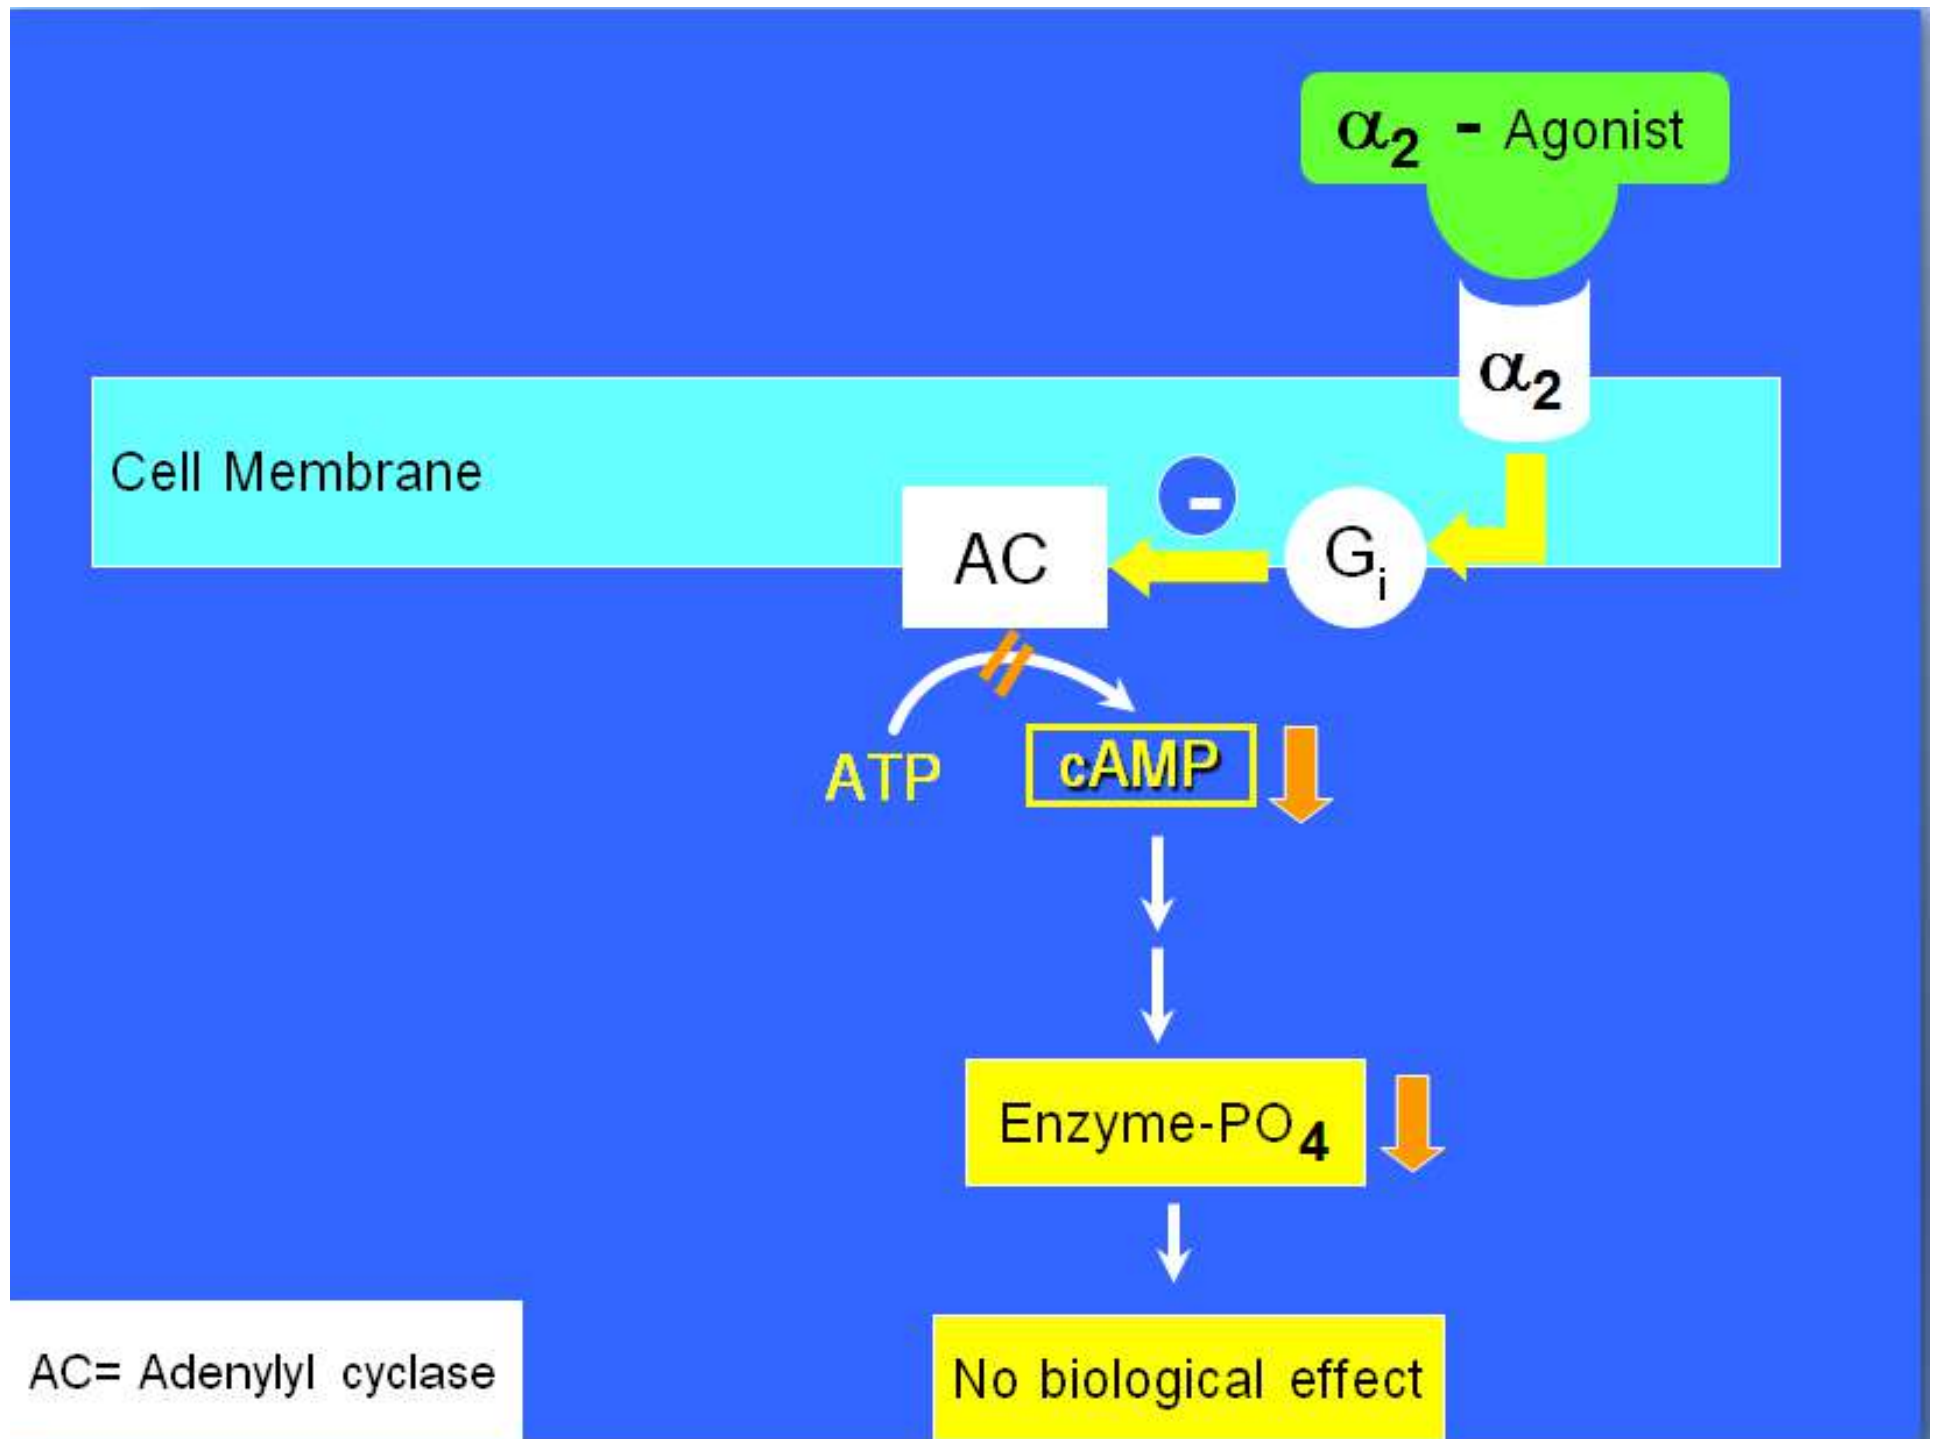 α₂ - Agonist
α₂
Cell Membrane
-
AC
Gᵢ
ATP
cAMP
Enzyme-PO₄
No biological effect
AC= Adenylyl cyclase